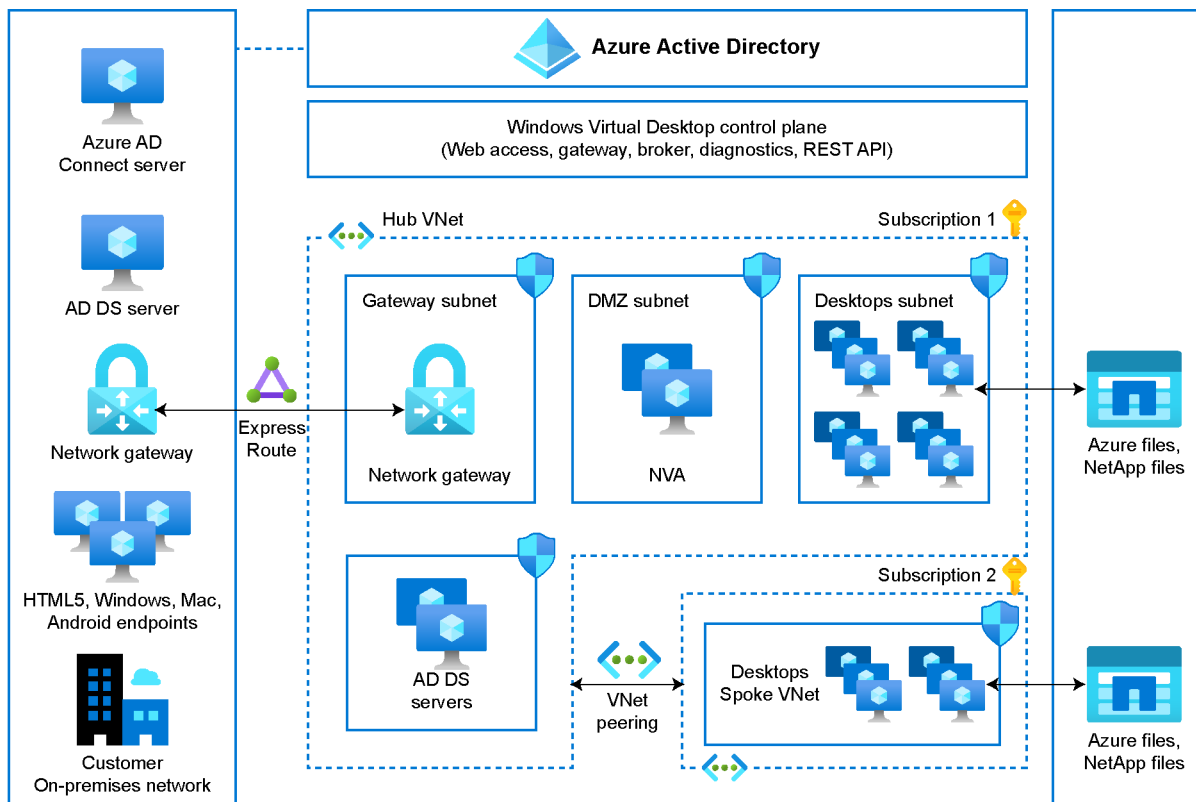 Azure Active Directory
Windows Virtual Desktop control plane
(Web access, gateway, broker, diagnostics, REST API)
Azure AD
Connect server
AD DS server
Network gateway
HTML5, Windows, Mac,
Android endpoints
Customer
On-premises network
Express
Route
Hub VNet
Subscription 1
Gateway subnet
Network gateway
DMZ subnet
NVA
Desktops subnet
AD DS
servers
VNet
peering
Subscription 2
Desktops
Spoke VNet
Azure files,
NetApp files
Azure files,
NetApp files